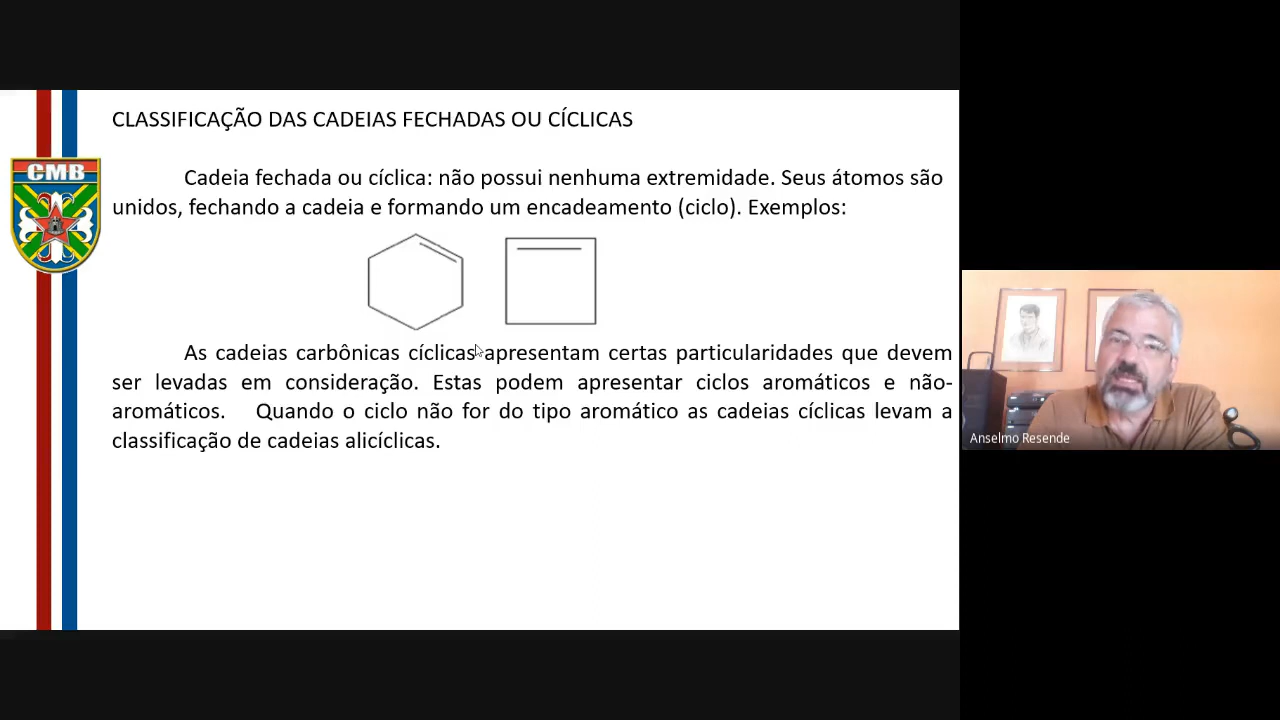 CLASSIFICAÇÃO DAS CADEIAS FECHADAS OU CÍCLICAS
CMB
Cadeia fechada ou cíclica: não possui nenhuma extremidade. Seus átomos são
unidos, fechando a cadeia e formando um encadeamento (ciclo). Exemplos:
As cadeias carbônicas cíclicas apresentam certas particularidades que devem
ser levadas em consideração. Estas podem apresentar ciclos aromáticos e não-
aromáticos. Quando o ciclo não for do tipo aromático as cadeias cíclicas levam a
classificação de cadeias alicíclicas.
Anselmo Resende